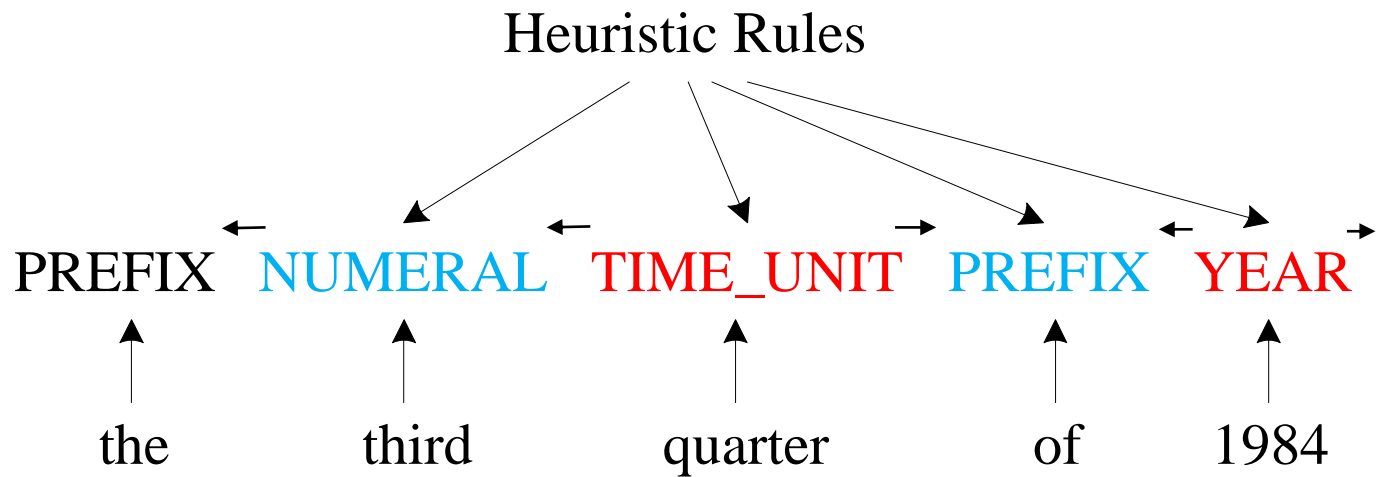 Heuristic Rules
PREFIX NUMERAL TIME_UNIT PREFIX YEAR
the third quarter of 1984